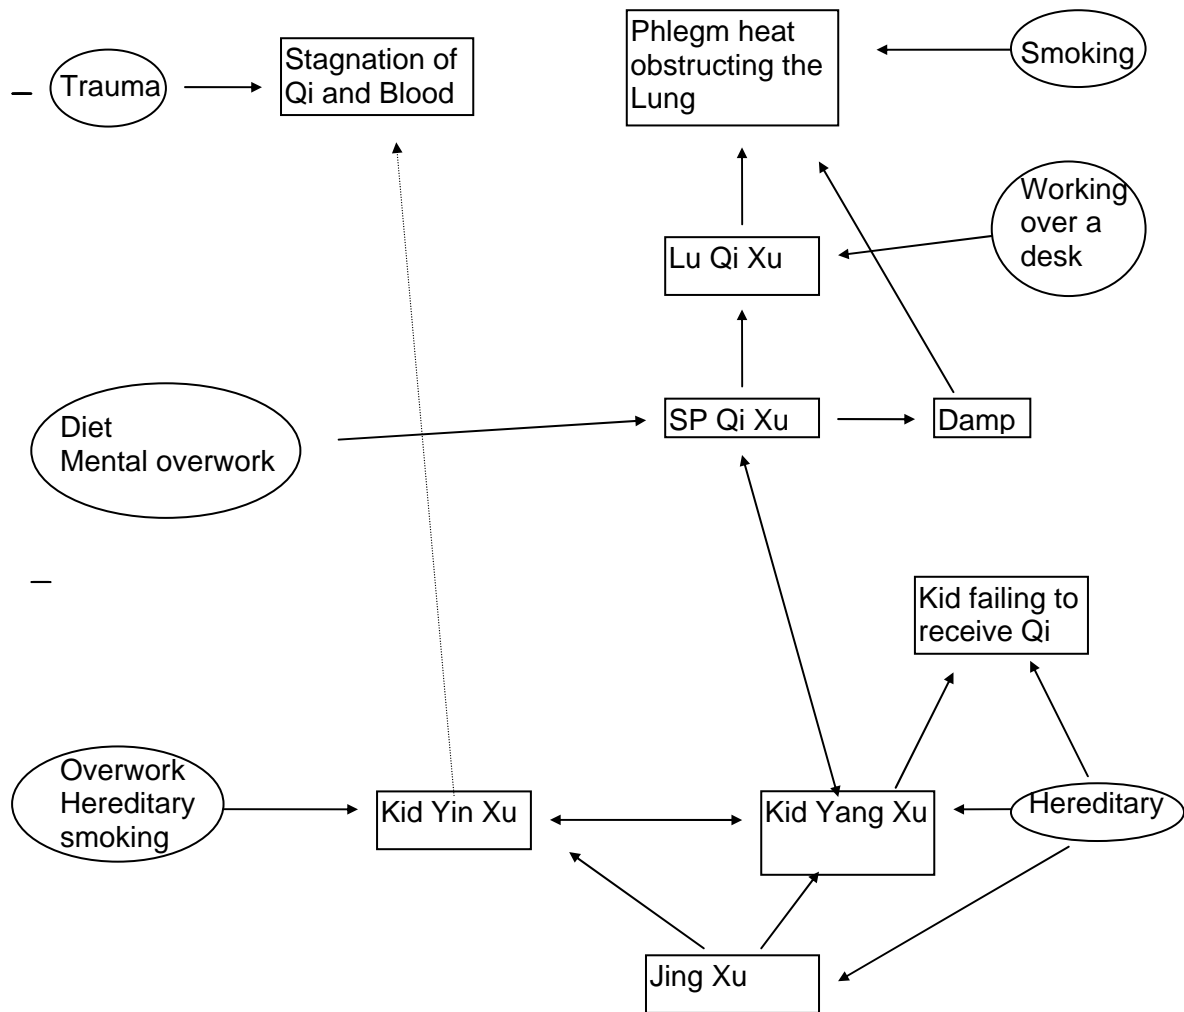 Trauma
Stagnation of
Qi and Blood
Phlegm heat
obstructing the
Lung
Smoking
Working
over a
desk
Lu Qi Xu
Diet
Mental overwork
SP Qi Xu
Damp
Kid failing to
receive Qi
Overwork
Hereditary
smoking
Kid Yin Xu
Kid Yang Xu
Hereditary
Jing Xu